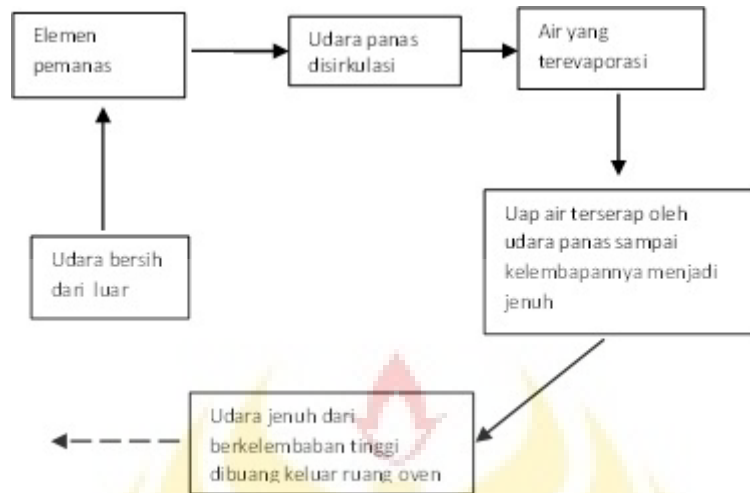 Elemen
pemanas
Udara panas
disirkulasi
Air yang
terevaporasi
Uap air terserap oleh
udara panas sampai
kelembapannya menjadi
jenuh
Udara bersih
dari luar
Udara jenuh dari
berkelembaban tinggi
dibuang keluar ruang oven